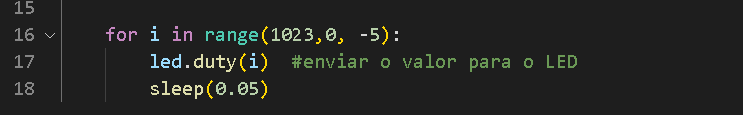 15
16 for i in range(1023,0, -5):
17 led.duty(i) #enviar o valor para o LED
18 sleep(0.05)